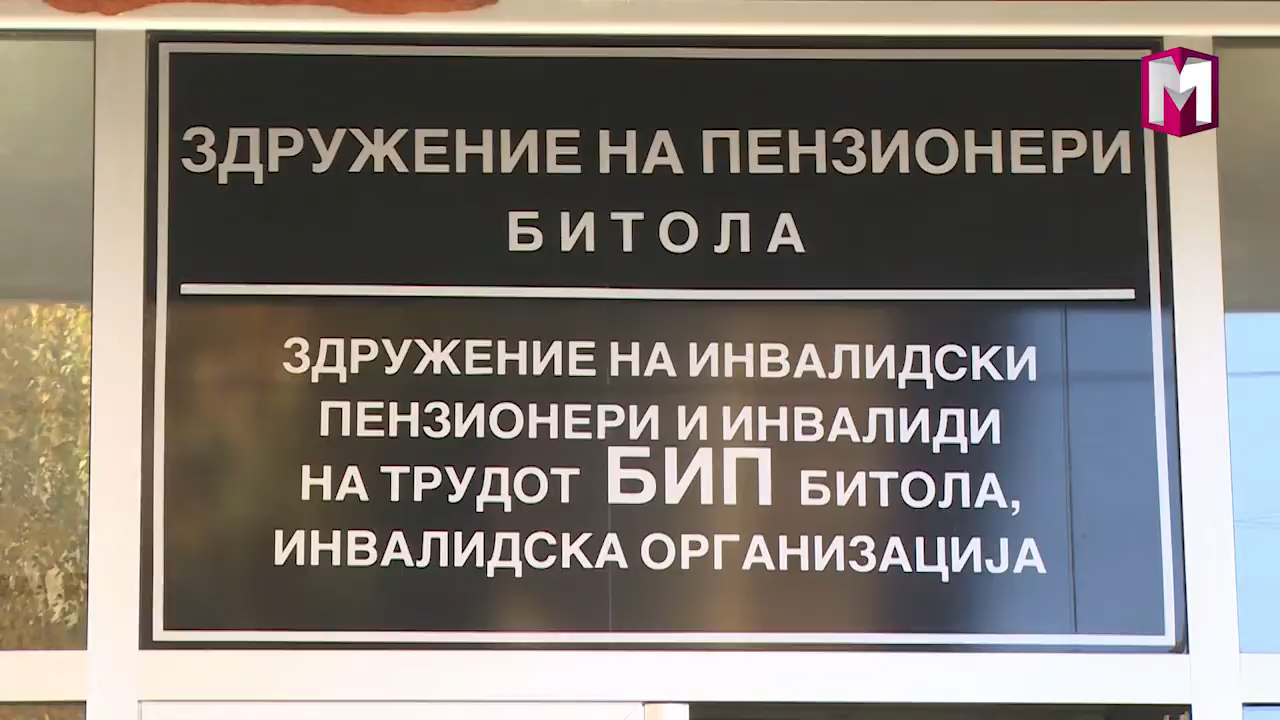 ЗДРУЖЕНИЕ НА ПЕНЗИОНЕРИ
БИТОЛА
ЗДРУЖЕНИЕ НА ИНВАЛИДСКИ
ПЕНЗИОНЕРИ И ИНВАЛИДИ
НА ТРУДОТ БИП БИТОЛА,
ИНВАЛИДСКА ОРГАНИЗАЦИЈА
M